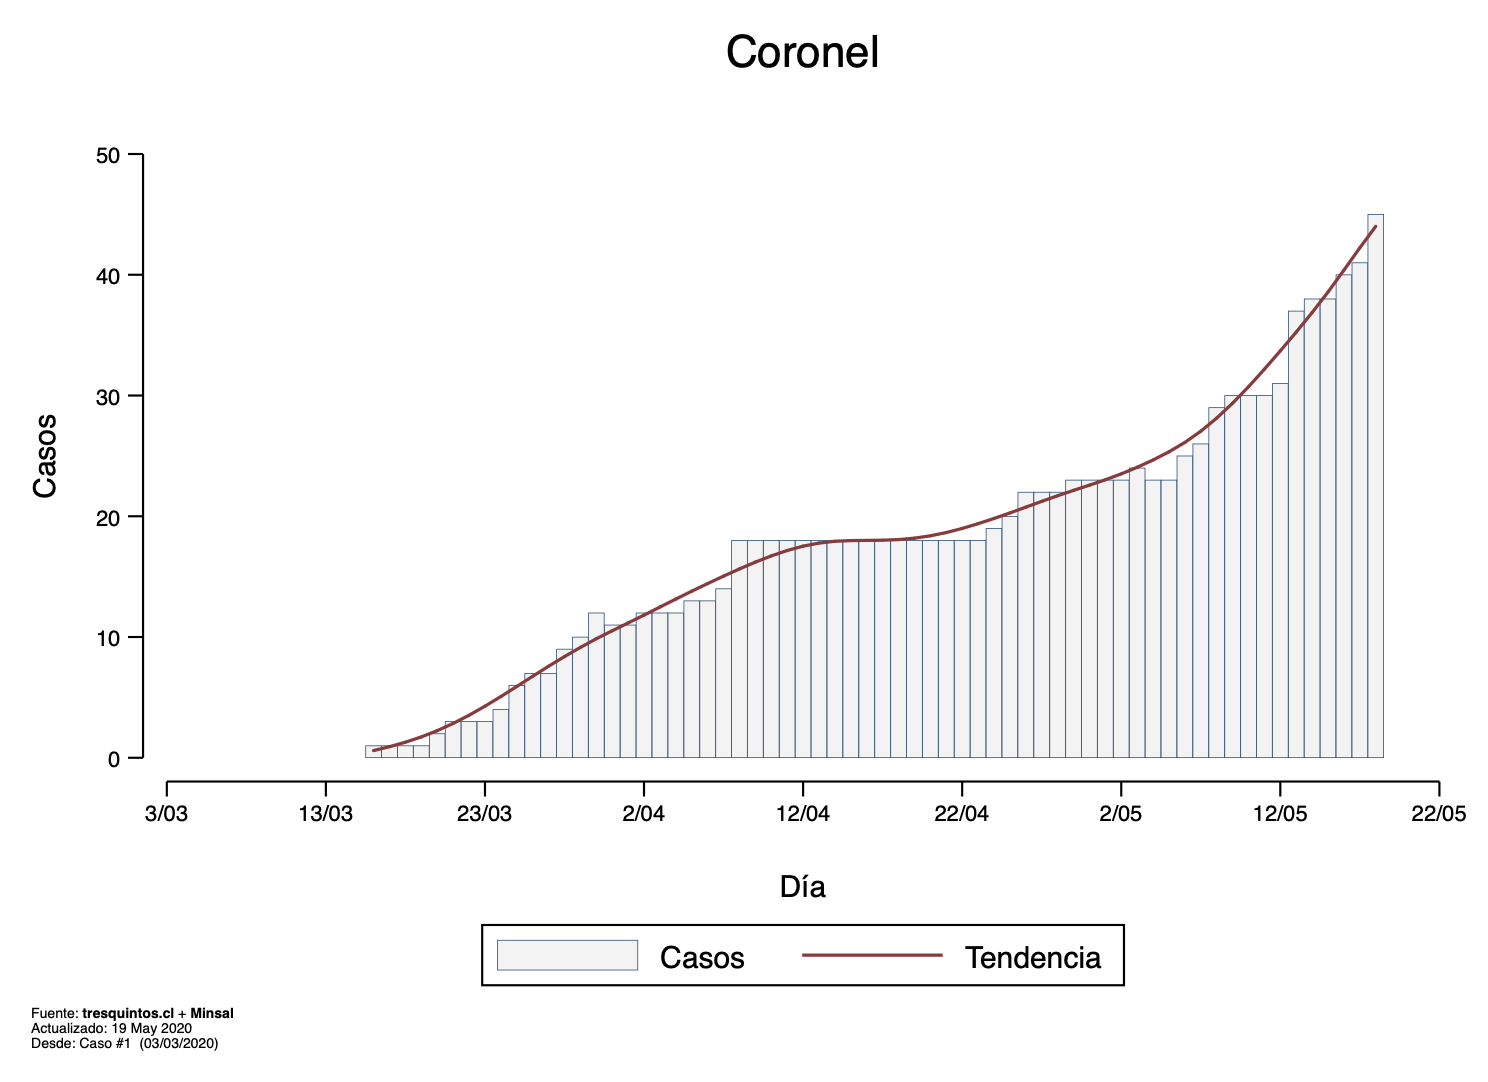 Coronel
50
40
30
20
10
0
Casos
3/03 13/03 23/03 2/04 12/04 22/04 2/05 12/05 22/05
Día
Casos Tendencia
Fuente: tresquintos.cl + Minsal
Actualizado: 19 May 2020
Desde: Caso #1 (03/03/2020)